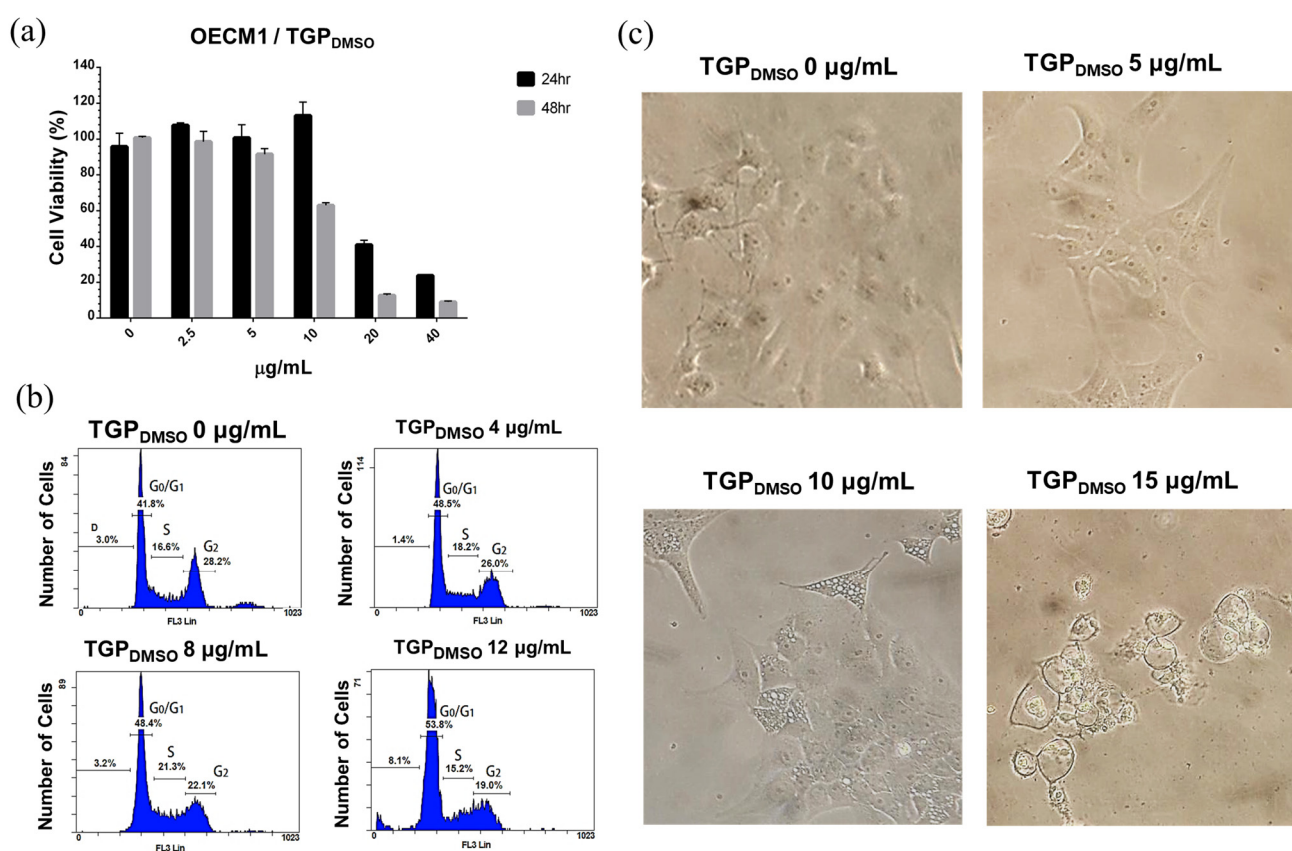 (a)
OECM1 / TGPDMSO
Cell Viability (%)
140
120
100
80
60
40
20
0
0
2.5
5
10
20
40
µg/mL
24hr
48hr
(b)
TGPDMSO 0 µg/mL
Number of Cells
84
G0/G1
41.8%
D
3.0%
S
16.6%
G2
28.2%
0
1023
FL3 Lin
TGPDMSO 4 µg/mL
Number of Cells
114
G0/G1
48.5%
1.4%
S
18.2%
G2
26.0%
0
1023
FL3 Lin
TGPDMSO 8 µg/mL
Number of Cells
89
G0/G1
48.4%
3.2%
S
21.3%
G2
22.1%
0
1023
FL3 Lin
TGPDMSO 12 µg/mL
Number of Cells
71
G0/G1
53.8%
8.1%
S
15.2%
G2
19.0%
0
1023
FL3 Lin
(c)
TGPDMSO 0 µg/mL
TGPDMSO 5 µg/mL
TGPDMSO 10 µg/mL
TGPDMSO 15 µg/mL